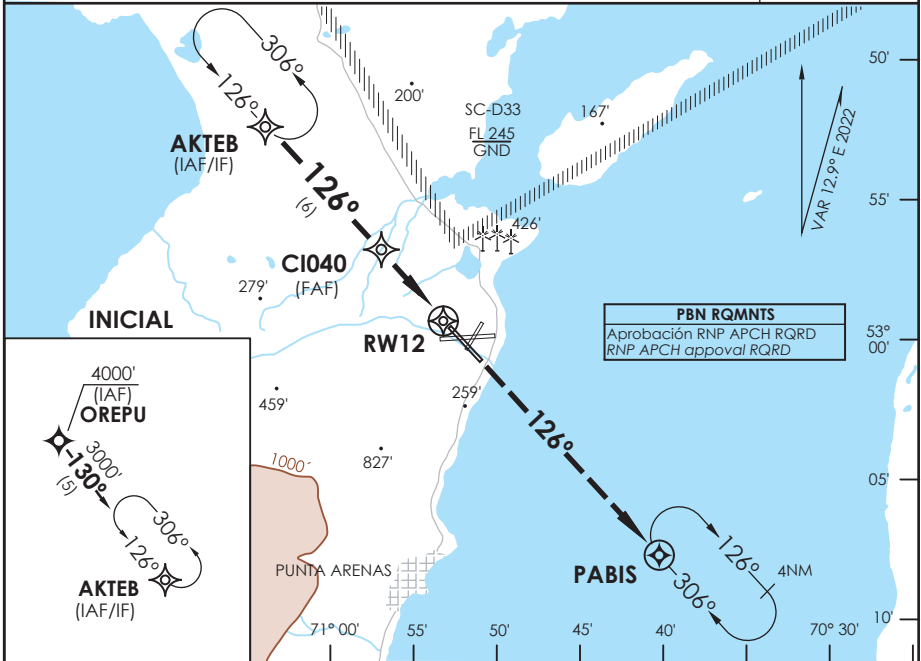 50'
306°
126°
200'
SC-D33
FL 245
GND
167'
VAR 12.9° E 2022
AKTEB
(IAF/IF)
126°
(6)
55'
426'
CI040
(FAF)
279'
INICIAL
PBN RQMNTS
Aprobación RNP APCH RQRD
RNP APCH appoval RQRD
53°
00'
RW12
4000'
(IAF)
OREPU
459'
259'
126°
3000'
130°
(5)
827'
1000'
05'
306°
126°
126°
4NM
PUNTA ARENAS
PABIS
306°
AKTEB
(IAF/IF)
10'
71° 00'
55'
50'
45'
40'
70° 30'